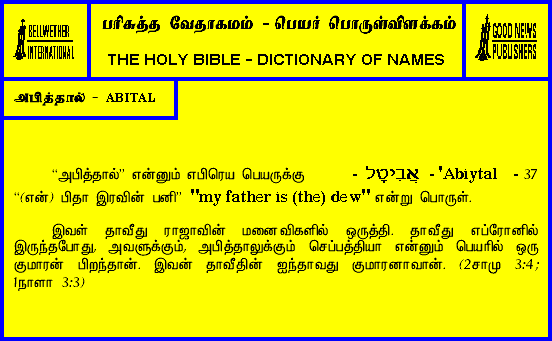 BELLWETHER
INTERNATIONAL
பரிசுத்த வேதாகமம் - பெயர் பொருள்விளக்கம்
THE HOLY BIBLE - DICTIONARY OF NAMES
GOOD NEWS
PUBLISHERS
அபித்தால் - ABITAL
“அபித்தால்” என்னும் எபிரெய பெயருக்கு - אֲבִיטָל - 'Abiytal - 37
“(என்) பிதா இரவின் பனி” "my father is (the) dew" என்று பொருள்.
இவள் தாவீது ராஜாவின் மனைவிகளில் ஒருத்தி. தாவீது எப்ரோனில்
இருந்தபோது, அவளுக்கும், அபித்தாலுக்கும் செப்பத்தியா என்னும் பெயரில் ஒரு
குமாரன் பிறந்தான். இவன் தாவீதின் ஐந்தாவது குமாரனாவான். (2சாமு 3:4;
1நாளா 3:3)